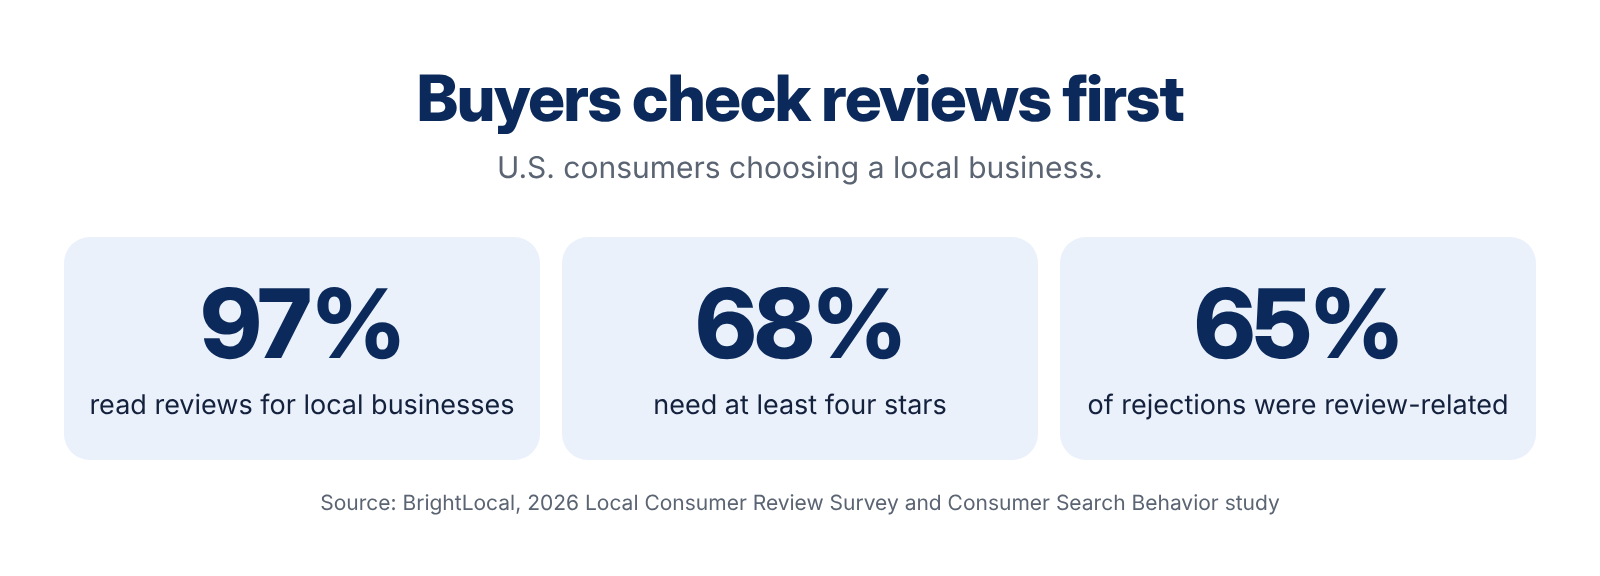 Buyers check reviews first
U.S. consumers choosing a local business.
97%
read reviews for local businesses
68%
need at least four stars
65%
of rejections were review-related
Source: BrightLocal, 2026 Local Consumer Review Survey and Consumer Search Behavior study